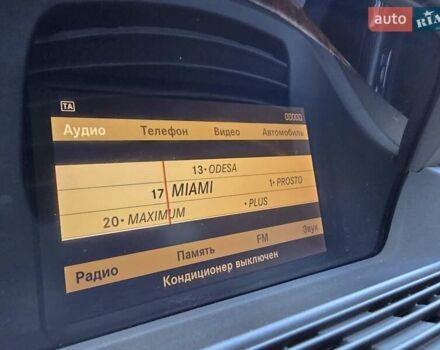 auto RIA
TA 00000
Аудио Телефон Видео Автомобиль
13• ODESA
17 MIAMI 1• PROSTO
20• MAXIMUM • PLUS
Радио Память FM Звук
Кондиционер выключен